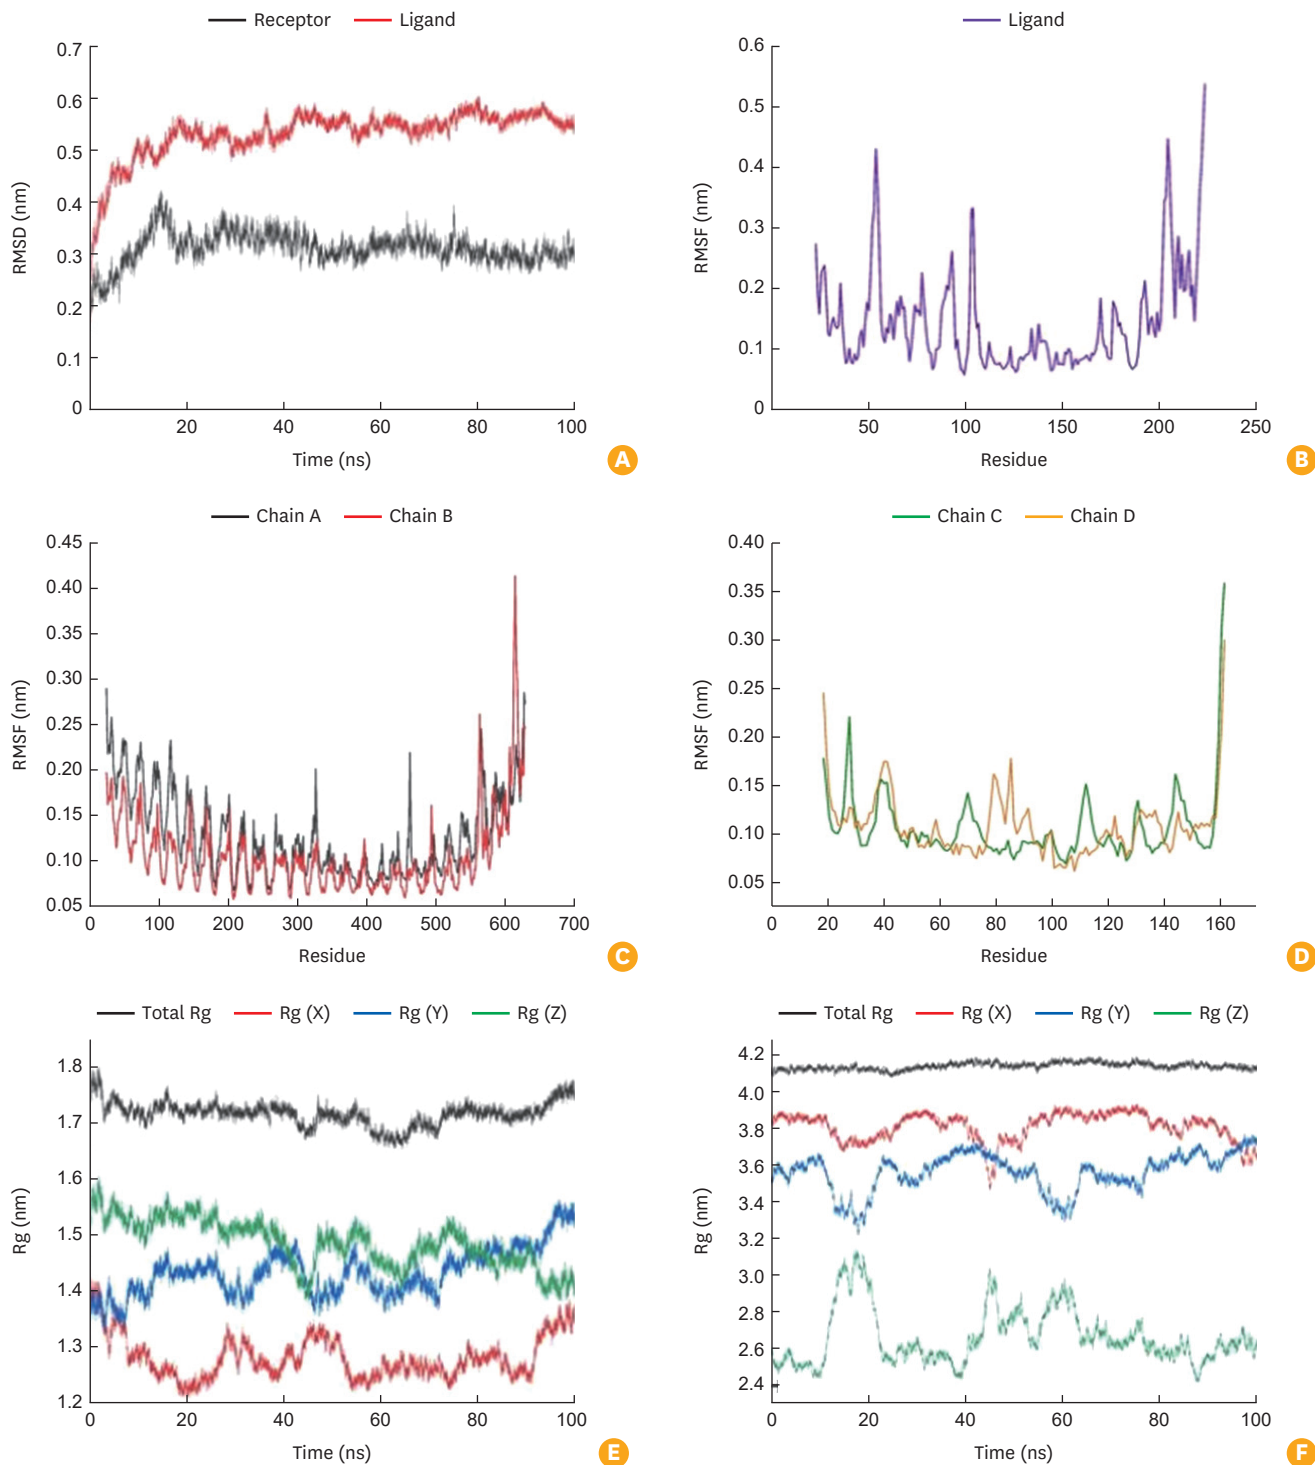 Receptor Ligand
0.7
0.6
0.5
0.4
0.3
0.2
0.1
0
RMSD (nm)
20 40 60 80 100
Time (ns)
A
Ligand
0.6
0.5
0.4
0.3
0.2
0.1
0
RMSF (nm)
50 100 150 200 250
Residue
B
Chain A Chain B
0.45
0.40
0.35
0.30
0.25
0.20
0.15
0.10
0.05
RMSF (nm)
0 100 200 300 400 500 600 700
Residue
C
Chain C Chain D
0.40
0.35
0.30
0.25
0.20
0.15
0.10
0.05
RMSF (nm)
0 20 40 60 80 100 120 140 160
Residue
D
Total Rg Rg (X) Rg (Y) Rg (Z)
1.8
1.7
1.6
1.5
1.4
1.3
1.2
Rg (nm)
0 20 40 60 80 100
Time (ns)
E
Total Rg Rg (X) Rg (Y) Rg (Z)
4.2
4.0
3.8
3.6
3.4
3.2
3.0
2.8
2.6
2.4
Rg (nm)
0 20 40 60 80 100
Time (ns)
F